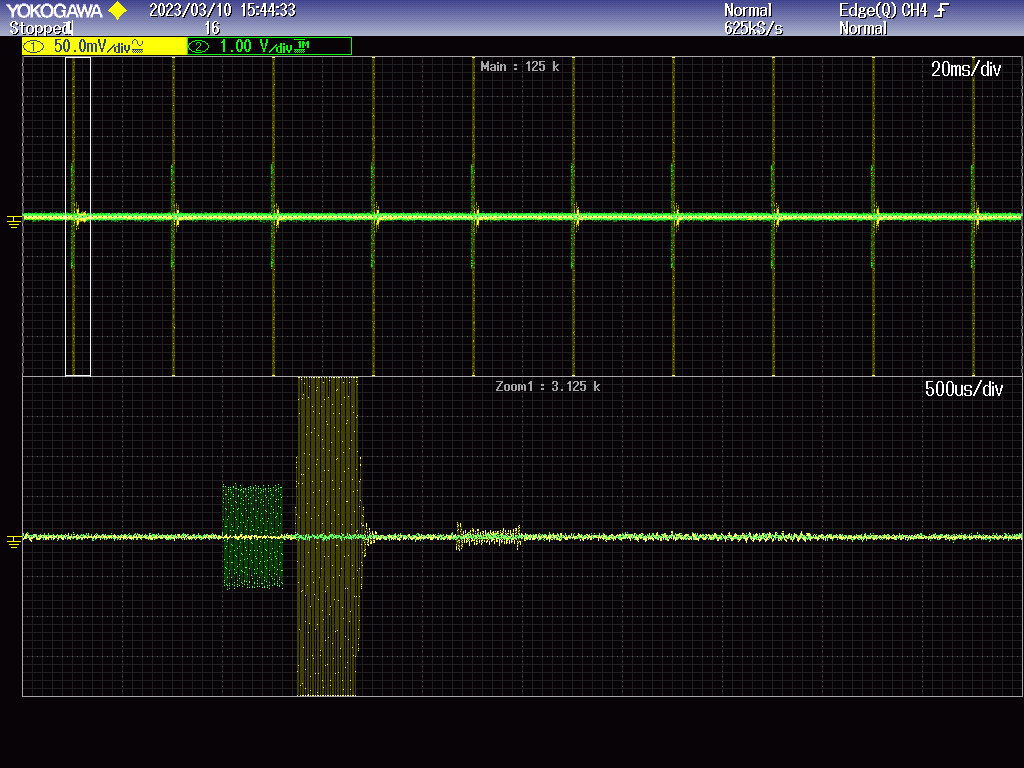 YOKOGAWA 2023/03/10 15:44:33 Normal Edge(Q) CH4
Stopped 16 625kS/s Normal
1 50.0mV/div 2 1.00 V/div 1M
Main : 125 k 20ms/div
Zoom1 : 3.125 k 500us/div